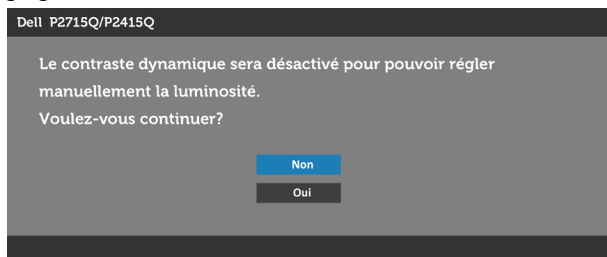 Dell P2715Q/P2415Q
Le contraste dynamique sera désactivé pour pouvoir régler
manuellement la luminosité.
Voulez-vous continuer?
Non
Oui